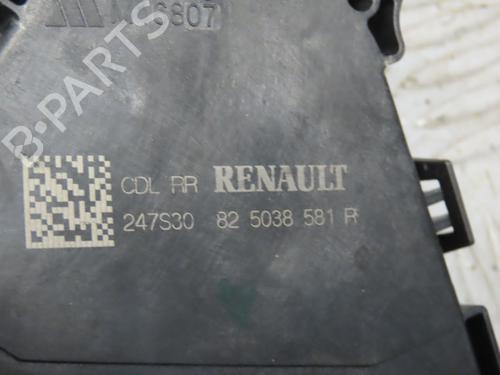 6807
CDL RR RENAULT
247S30 82 5038 581 R
B-PARTS